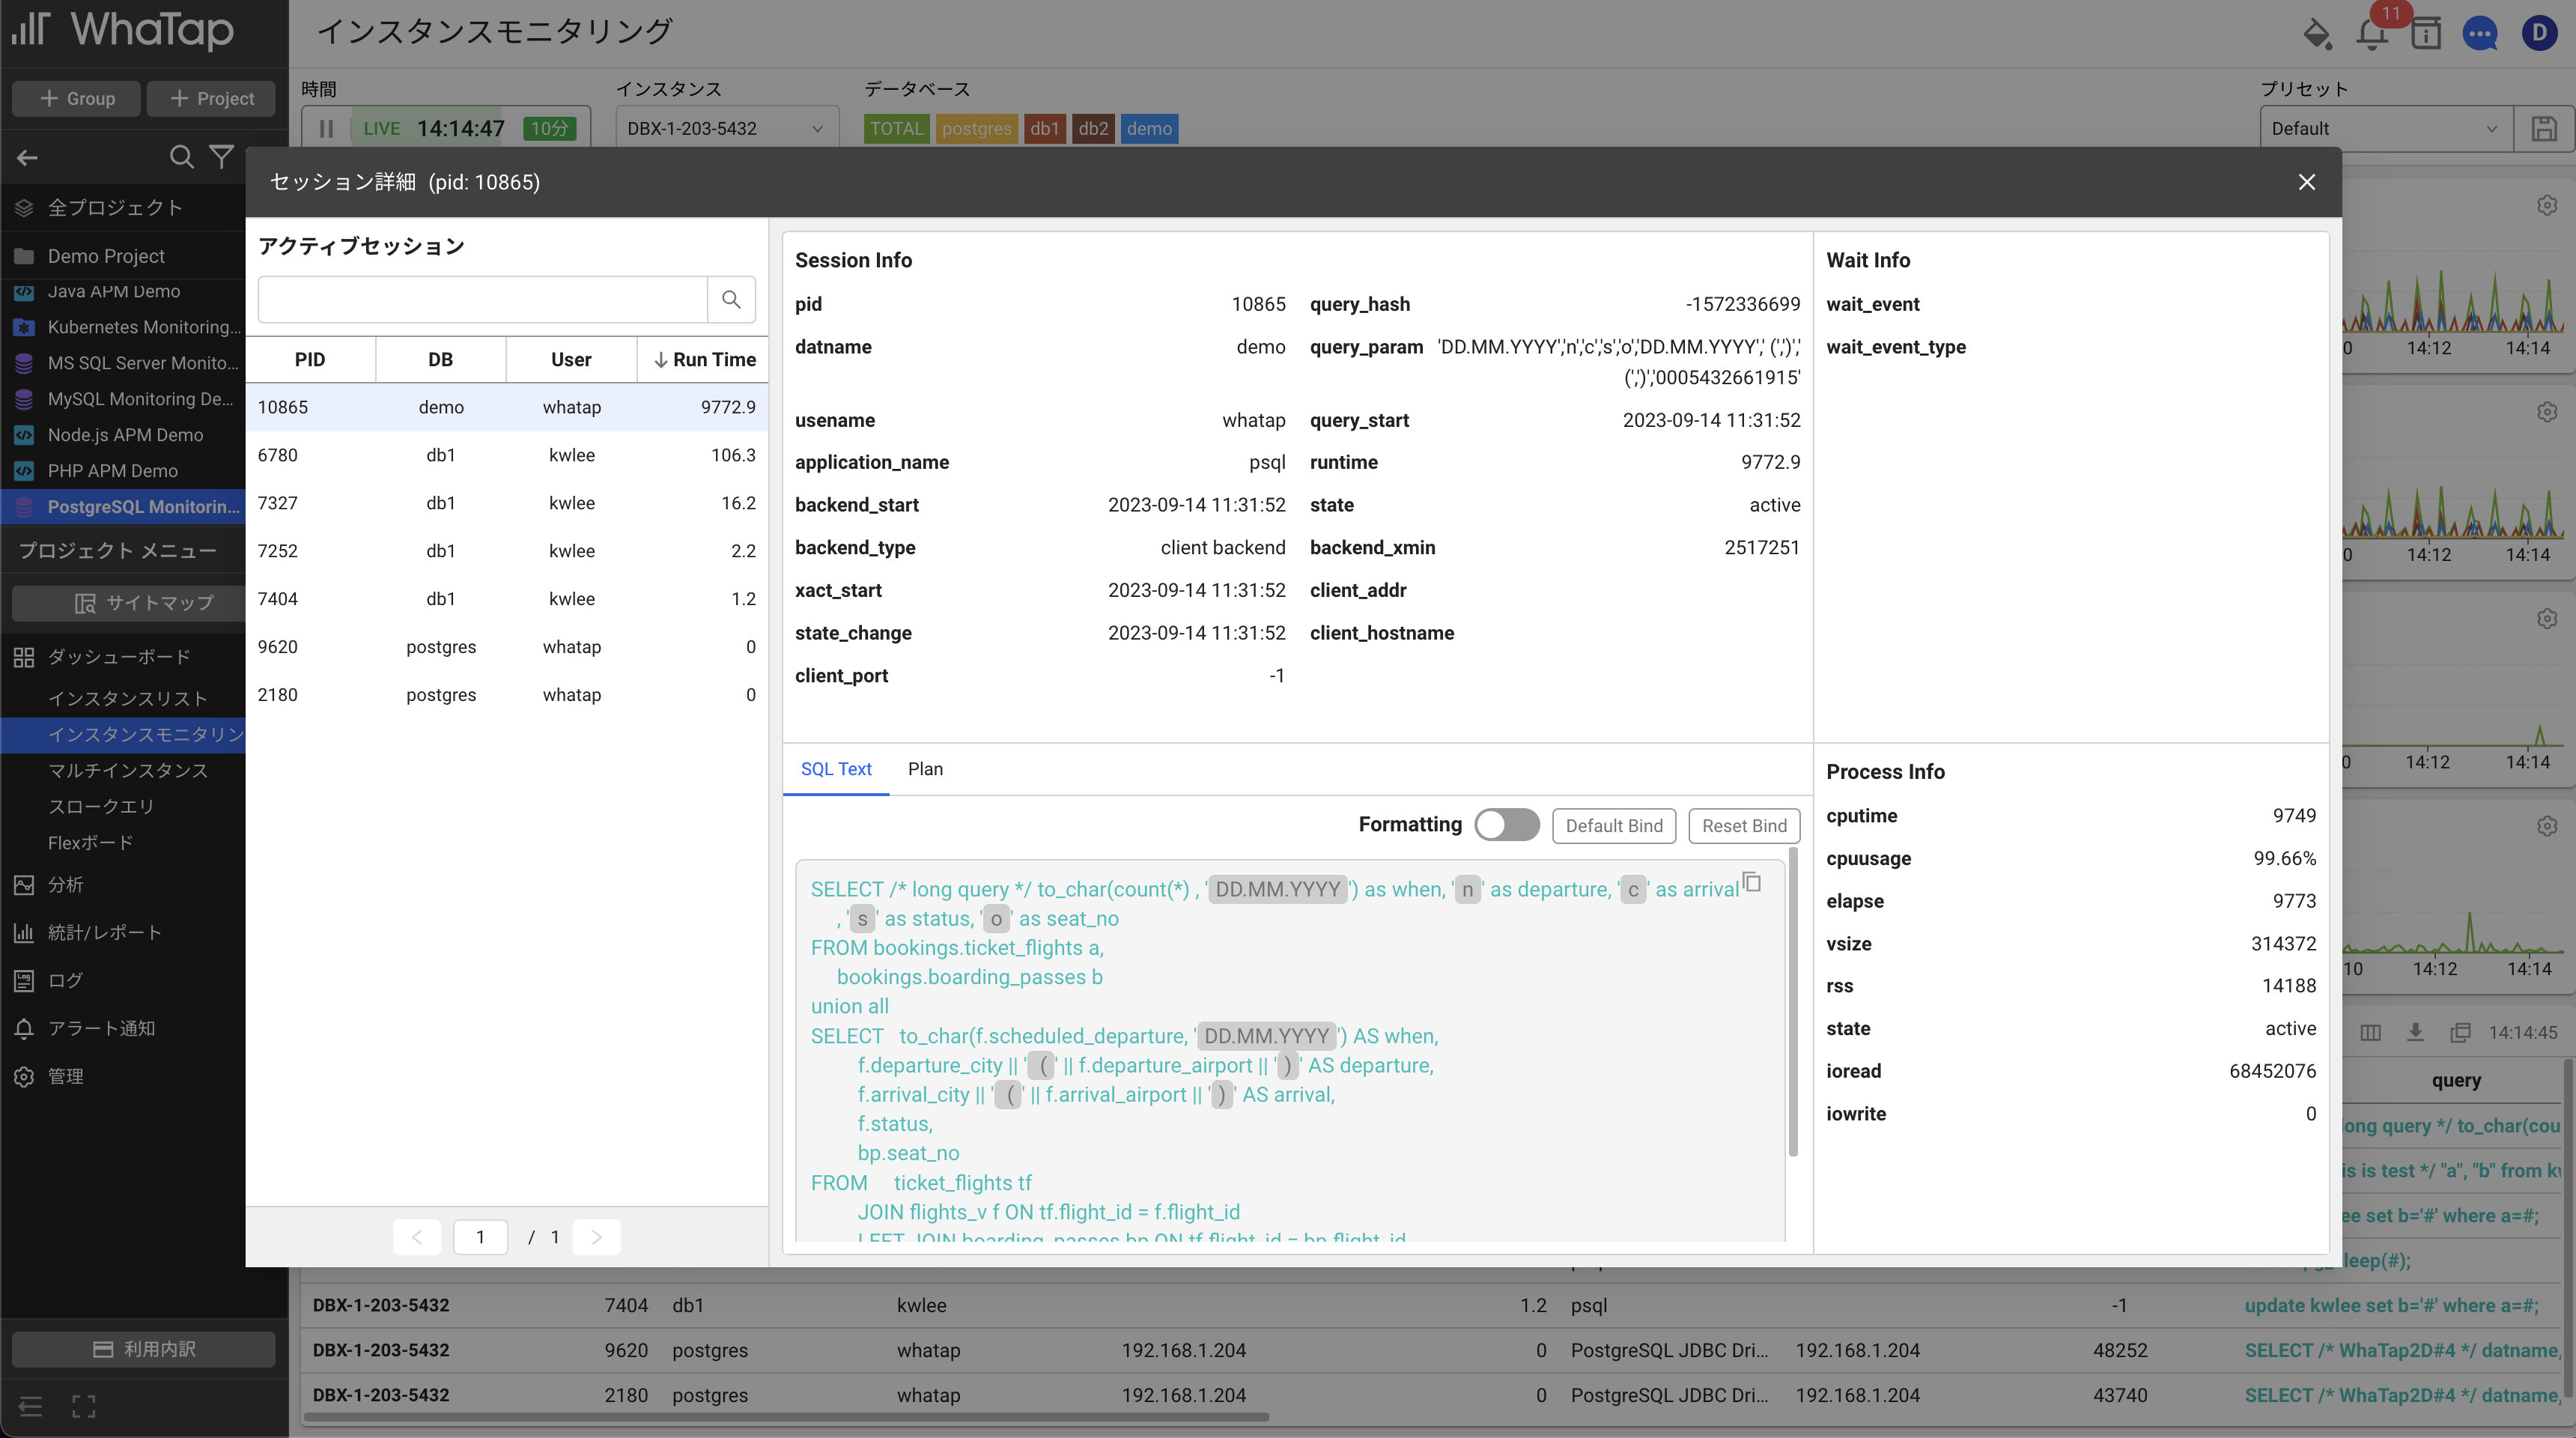 WhaTap
インスタンスモニタリング
11
D
Group
Project
時間
インスタンス
データベース
プリセット
LIVE 14:14:47 10分
DBX-1-203-5432
TOTAL postgres db1 db2 demo
Default
全プロジェクト
Demo Project
Java APM Demo
Kubernetes Monitoring...
MS SQL Server Monito...
MySQL Monitoring De...
Node.js APM Demo
PHP APM Demo
PostgreSQL Monitorin...
プロジェクト メニュー
サイトマップ
ダッシューボード
インスタンスリスト
インスタンスモニタリン
マルチインスタンス
スロークエリ
Flexボード
分析
統計/レポート
ログ
アラート通知
管理
利用内訳
セッション詳細 (pid: 10865)
アクティブセッション
PID DB User Run Time
10865 demo whatap 9772.9
6780 db1 kwlee 106.3
7327 db1 kwlee 16.2
7252 db1 kwlee 2.2
7404 db1 kwlee 1.2
9620 postgres whatap 0
2180 postgres whatap 0
1 / 1
Session Info
pid 10865 query_hash -1572336699
datname demo query_param 'DD.MM.YYYY','n','c','s','o','DD.MM.YYYY',' (',')','
(',')','0005432661915'
usename whatap query_start 2023-09-14 11:31:52
application_name psql runtime 9772.9
backend_start 2023-09-14 11:31:52 state active
backend_type client backend backend_xmin 2517251
xact_start 2023-09-14 11:31:52 client_addr
state_change 2023-09-14 11:31:52 client_hostname
client_port -1
Wait Info
wait_event
wait_event_type
SQL Text Plan
Formatting Default Bind Reset Bind
SELECT /* long query */ to_char(count(*) , 'DD.MM.YYYY') as when, 'n' as departure, 'c' as arrival
, 's' as status, 'o' as seat_no
FROM bookings.ticket_flights a,
bookings.boarding_passes b
union all
SELECT to_char(f.scheduled_departure, 'DD.MM.YYYY') AS when,
f.departure_city || ' (' || f.departure_airport || ')' AS departure,
f.arrival_city || ' (' || f.arrival_airport || ')' AS arrival,
f.status,
bp.seat_no
FROM ticket_flights tf
JOIN flights_v f ON tf.flight_id = f.flight_id
LEFT JOIN boarding_passes bp ON tf.flight_id = bp.flight_id
Process Info
cputime 9749
cpuusage 99.66%
elapse 9773
vsize 314372
rss 14188
state active
ioread 68452076
iowrite 0
0 14:12 14:14
0 14:12 14:14
0 14:12 14:14
10 14:12 14:14
14:14:45
query
ong query */ to_char(cou
is is test */ "a", "b" from kw
ee set b='#' where a=#;
leep(#);
DBX-1-203-5432 7404 db1 kwlee 1.2 psql -1 update kwlee set b='#' where a=#;
DBX-1-203-5432 9620 postgres whatap 192.168.1.204 0 PostgreSQL JDBC Dri... 192.168.1.204 48252 SELECT /* WhaTap2D#4 */ datname,
DBX-1-203-5432 2180 postgres whatap 192.168.1.204 0 PostgreSQL JDBC Dri... 192.168.1.204 43740 SELECT /* WhaTap2D#4 */ datname,